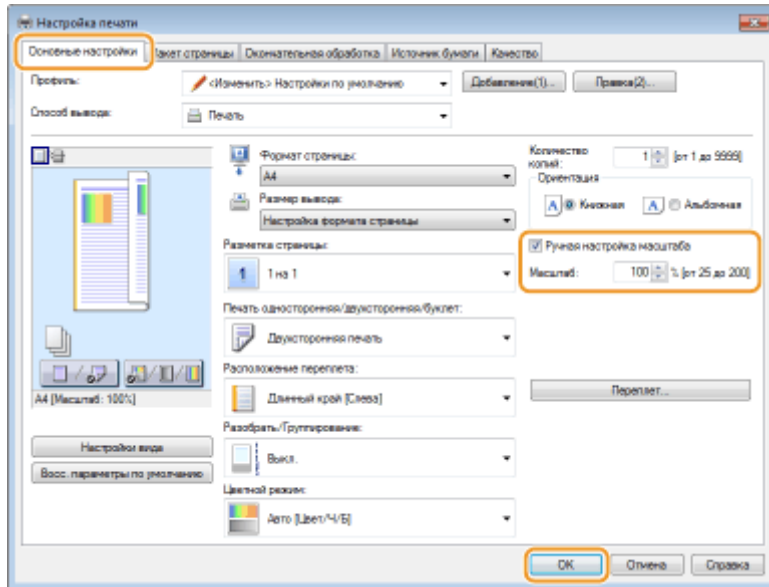 Настройка печати
Основные настройки
Макет страницы
Окончательная обработка
Источник бумаги
Качество
Профиль:
<Изменить> Настройки по умолчанию
Добавление(1)...
Правка(2)...
Способ вывода:
Печать
Формат страницы:
A4
Размер вывода:
Настройка формата страницы
Разметка страницы:
1
1 на 1
Печать односторонняя/двухсторонняя/буклет:
Двухсторонняя печать
Расположение переплета:
Длинный край [Слева]
Разобрать/Группирование:
Выкл.
Цветной режим:
Авто [Цвет/Ч/Б]
Количество
копий:
1 [от 1 до 9999]
Ориентация
A Книжная
A Альбомная
Ручная настройка масштаба
Масштаб: 100 % [от 25 до 200]
Переплет...
A4 [Масштаб: 100%]
Настройки вида
Восс. параметры по умолчанию
OK
Отмена
Справка